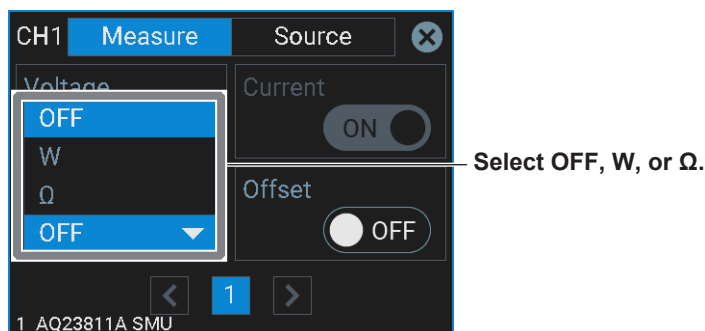 CH1 Measure Source
Voltage
Current
OFF
ON
W
Ω
Offset
OFF
OFF
1
1 AQ23811A SMU
Select OFF, W, or Ω.